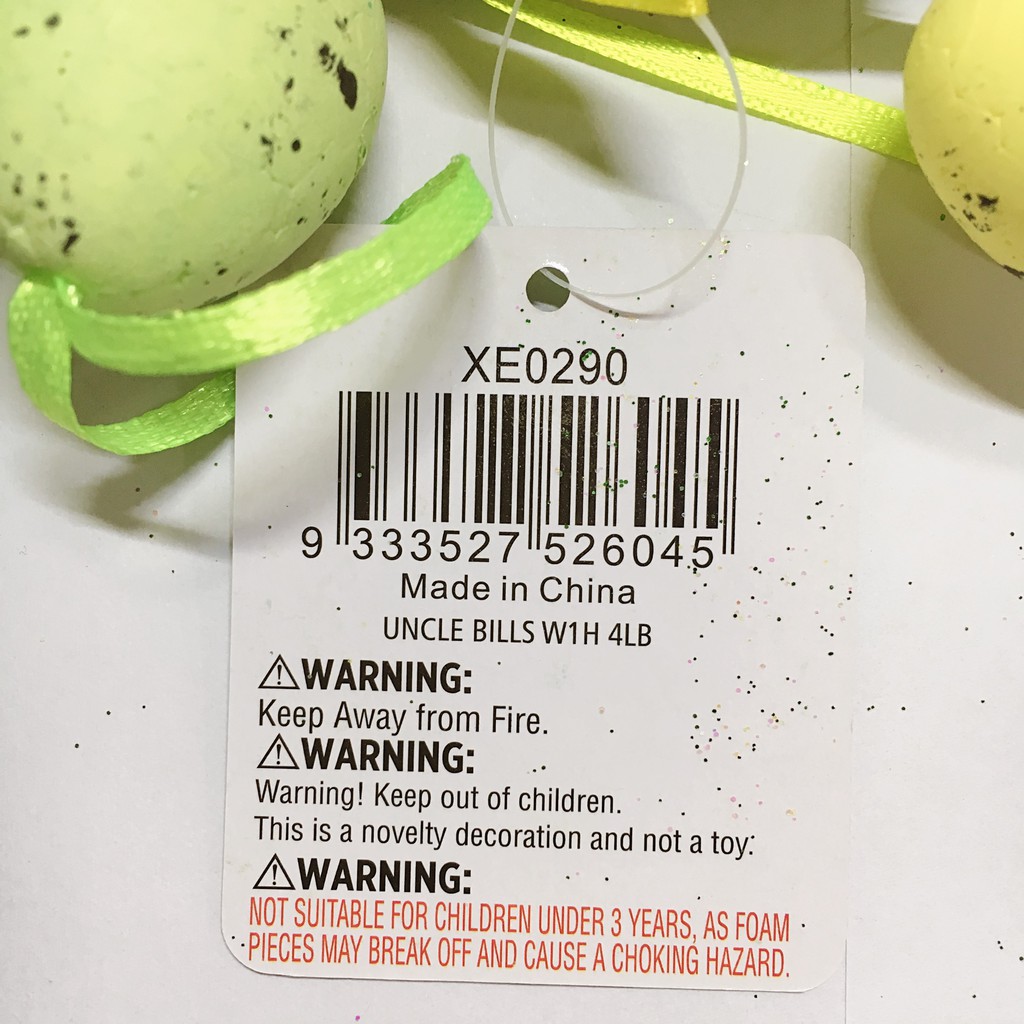 XE0290
9 333527 526045
Made in China
UNCLE BILLS W1H 4LB
⚠WARNING:
Keep Away from Fire.
⚠WARNING:
Warning! Keep out of children.
This is a novelty decoration and not a toy.
⚠WARNING:
NOT SUITABLE FOR CHILDREN UNDER 3 YEARS, AS FOAM
PIECES MAY BREAK OFF AND CAUSE A CHOKING HAZARD.